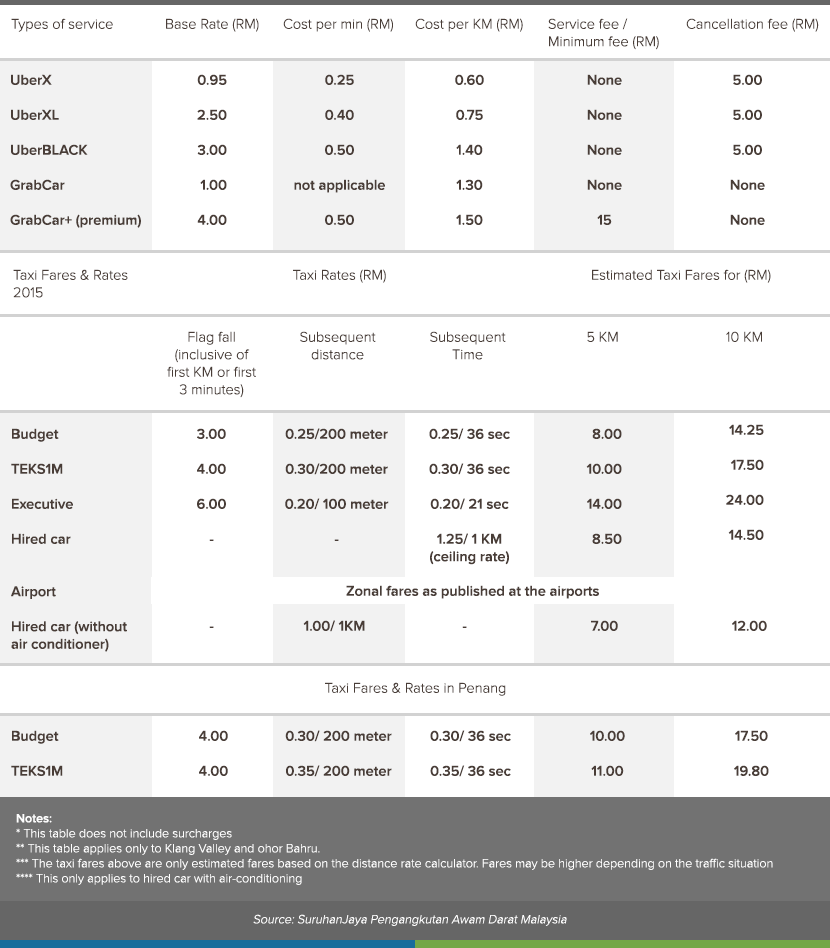 Types of service Base Rate (RM) Cost per min (RM) Cost per KM (RM) Service fee / Cancellation fee (RM)
Minimum fee (RM)
UberX 0.95 0.25 0.60 None 5.00
UberXL 2.50 0.40 0.75 None 5.00
UberBLACK 3.00 0.50 1.40 None 5.00
GrabCar 1.00 not applicable 1.30 None None
GrabCar+ (premium) 4.00 0.50 1.50 15 None
Taxi Fares & Rates Taxi Rates (RM) Estimated Taxi Fares for (RM)
2015
Flag fall Subsequent Subsequent 5 KM 10 KM
(inclusive of distance Time
first KM or first
3 minutes)
Budget 3.00 0.25/200 meter 0.25/ 36 sec 8.00 14.25
TEKS1M 4.00 0.30/200 meter 0.30/ 36 sec 10.00 17.50
Executive 6.00 0.20/ 100 meter 0.20/ 21 sec 14.00 24.00
Hired car - - 1.25/ 1 KM 8.50 14.50
(ceiling rate)
Airport Zonal fares as published at the airports
Hired car (without - 1.00/ 1KM - 7.00 12.00
air conditioner)
Taxi Fares & Rates in Penang
Budget 4.00 0.30/ 200 meter 0.30/ 36 sec 10.00 17.50
TEKS1M 4.00 0.35/ 200 meter 0.35/ 36 sec 11.00 19.80
Notes:
* This table does not include surcharges
** This table applies only to Klang Valley and ohor Bahru.
*** The taxi fares above are only estimated fares based on the distance rate calculator. Fares may be higher depending on the traffic situation
**** This only applies to hired car with air-conditioning
Source: SuruhanJaya Pengangkutan Awam Darat Malaysia